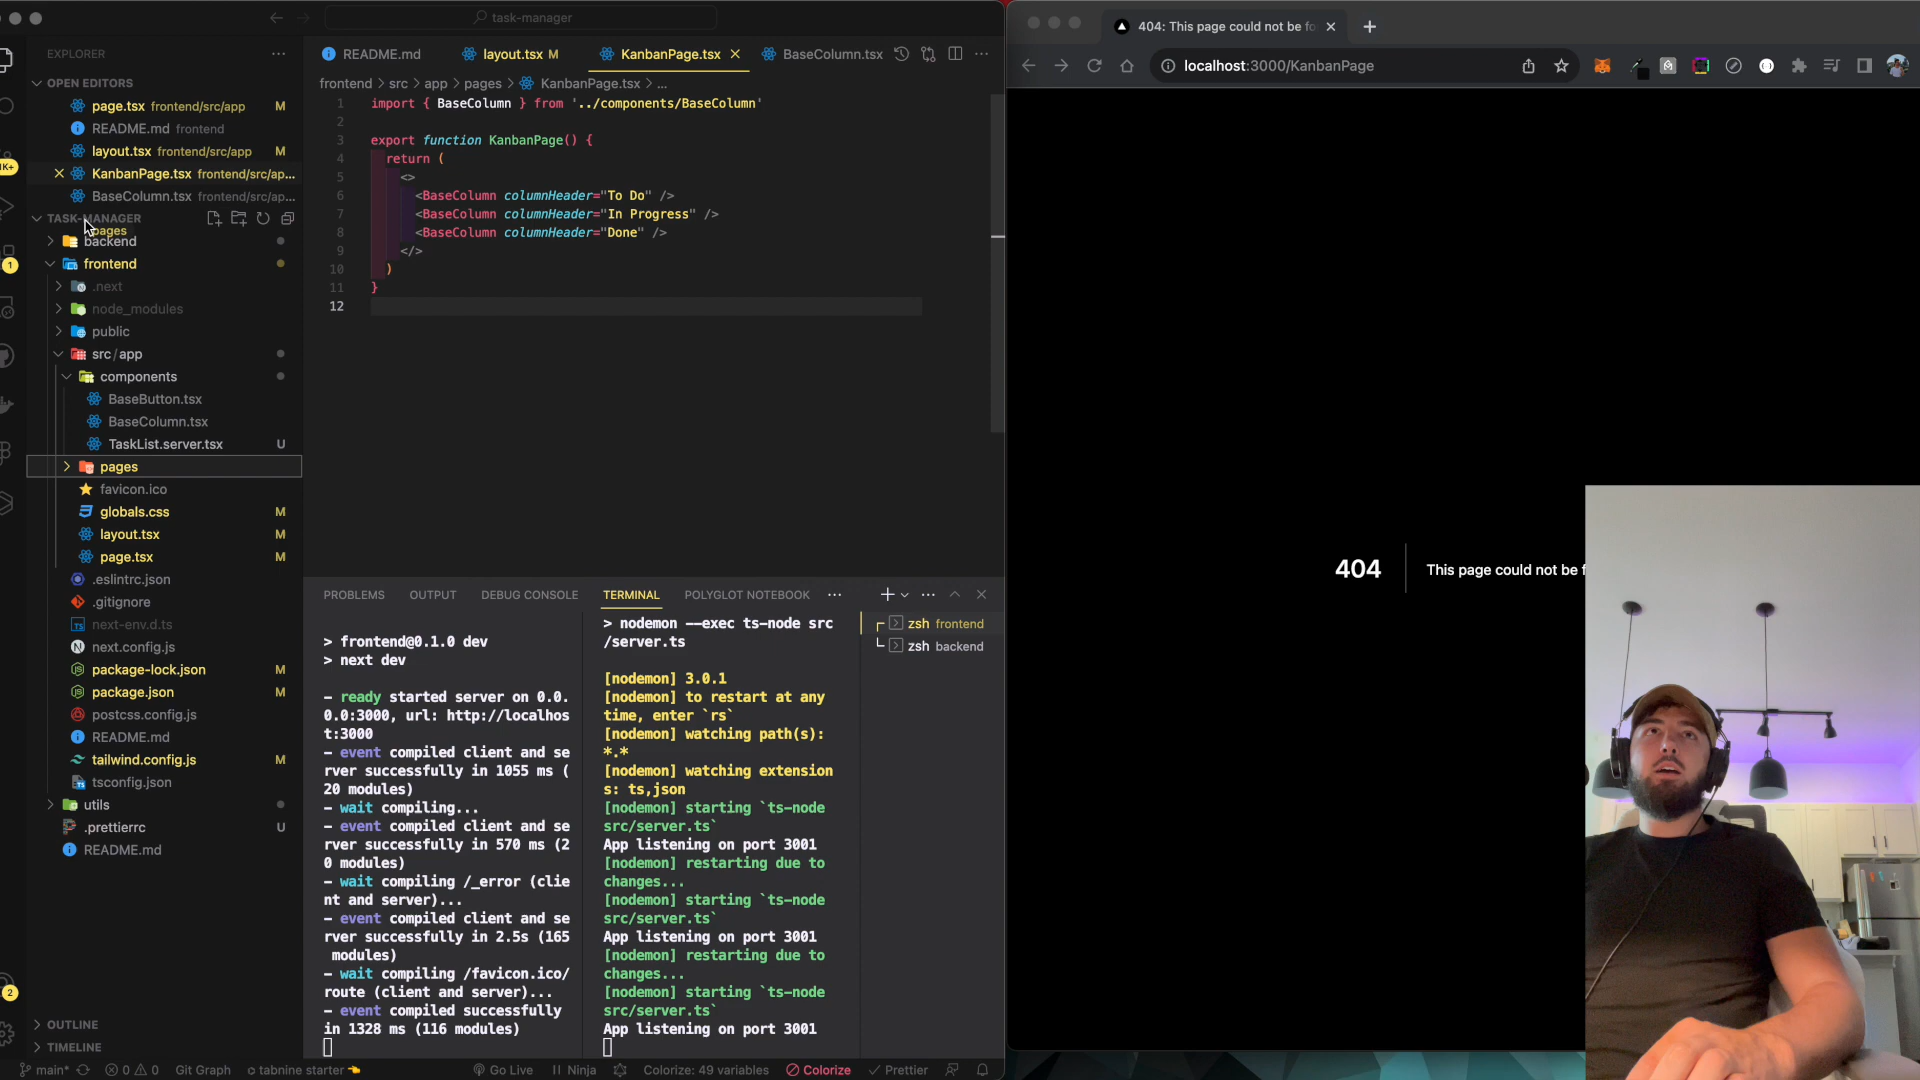 task-manager
EXPLORER
OPEN EDITORS
page.tsx frontend/src/app M
README.md frontend
layout.tsx frontend/src/app M
KanbanPage.tsx frontend/src/ap...
BaseColumn.tsx frontend/src/ap...
TASK-MANAGER
pages
backend
frontend
.next
node_modules
public
src/app
components
BaseButton.tsx
BaseColumn.tsx
TaskList.server.tsx U
pages
favicon.ico
globals.css M
layout.tsx M
page.tsx M
.eslintrc.json
.gitignore
next-env.d.ts
next.config.js
package-lock.json M
package.json M
postcss.config.js
README.md
tailwind.config.js M
tsconfig.json
utils
.prettierrc U
README.md
OUTLINE
TIMELINE
1K+
1
2
README.md layout.tsx M KanbanPage.tsx BaseColumn.tsx
frontend > src > app > pages > KanbanPage.tsx > ...
1 import { BaseColumn } from '../components/BaseColumn'
2
3 export function KanbanPage() {
4 return (
5 <>
6 <BaseColumn columnHeader="To Do" />
7 <BaseColumn columnHeader="In Progress" />
8 <BaseColumn columnHeader="Done" />
9 </>
10 )
11 }
12
PROBLEMS OUTPUT DEBUG CONSOLE TERMINAL POLYGLOT NOTEBOOK
> frontend@0.1.0 dev
> next dev
- ready started server on 0.0.
0.0:3000, url: http://localhos
t:3000
- event compiled client and se
rver successfully in 1055 ms (
20 modules)
- wait compiling...
- event compiled client and se
rver successfully in 570 ms (2
0 modules)
- wait compiling /_error (clie
nt and server)...
- event compiled client and se
rver successfully in 2.5s (165
modules)
- wait compiling /favicon.ico/
route (client and server)...
- event compiled successfully
in 1328 ms (116 modules)
> nodemon --exec ts-node src
/server.ts
[nodemon] 3.0.1
[nodemon] to restart at any
time, enter `rs`
[nodemon] watching path(s):
*.*
[nodemon] watching extension
s: ts,json
[nodemon] starting `ts-node
src/server.ts`
App listening on port 3001
[nodemon] restarting due to
changes...
[nodemon] starting `ts-node
src/server.ts`
App listening on port 3001
[nodemon] restarting due to
changes...
[nodemon] starting `ts-node
src/server.ts`
App listening on port 3001
zsh frontend
zsh backend
main* 0 0 Git Graph tabnine starter Go Live Ninja Colorize: 49 variables Colorize Prettier
404: This page could not be fo
localhost:3000/KanbanPage
404 This page could not be f